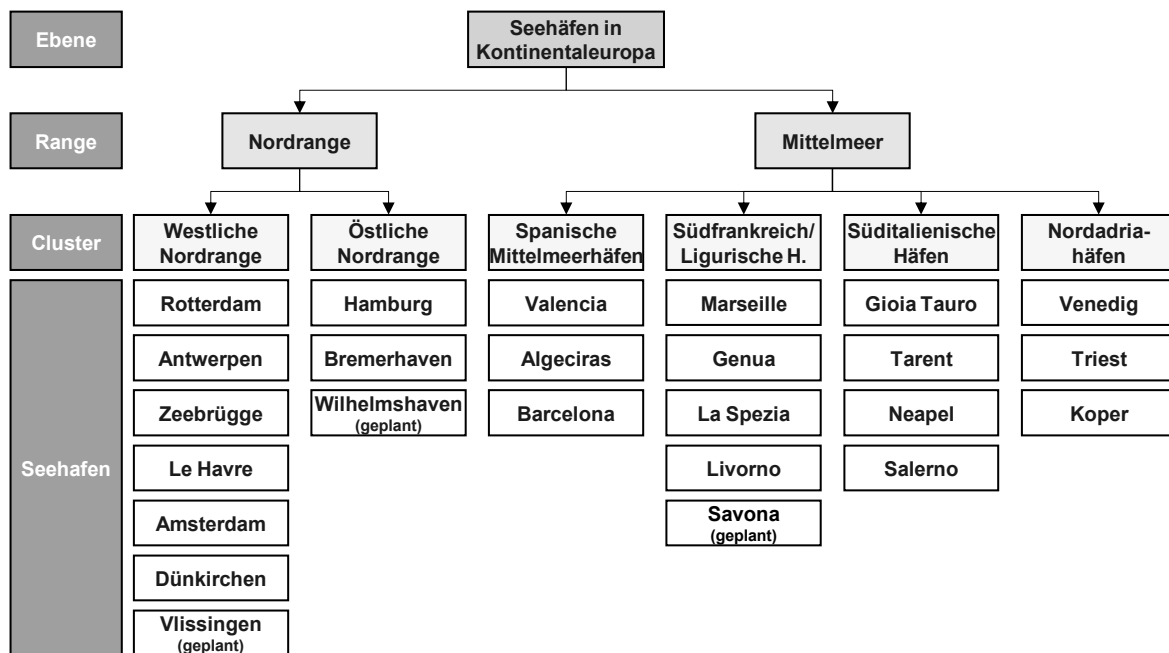 Ebene
Seehäfen in
Kontinentaleuropa
Range
Nordrange
Mittelmeer
Cluster
Westliche
Nordrange
Östliche
Nordrange
Spanische
Mittelmeerhäfen
Südfrankreich/
Ligurische H.
Süditalienische
Häfen
Nordadria-
häfen
Seehafen
Rotterdam
Hamburg
Valencia
Marseille
Gioia Tauro
Venedig
Antwerpen
Bremerhaven
Algeciras
Genua
Tarent
Triest
Zeebrügge
Wilhelmshaven
(geplant)
Barcelona
La Spezia
Neapel
Koper
Le Havre
Livorno
Salerno
Amsterdam
Savona
(geplant)
Dünkirchen
Vlissingen
(geplant)